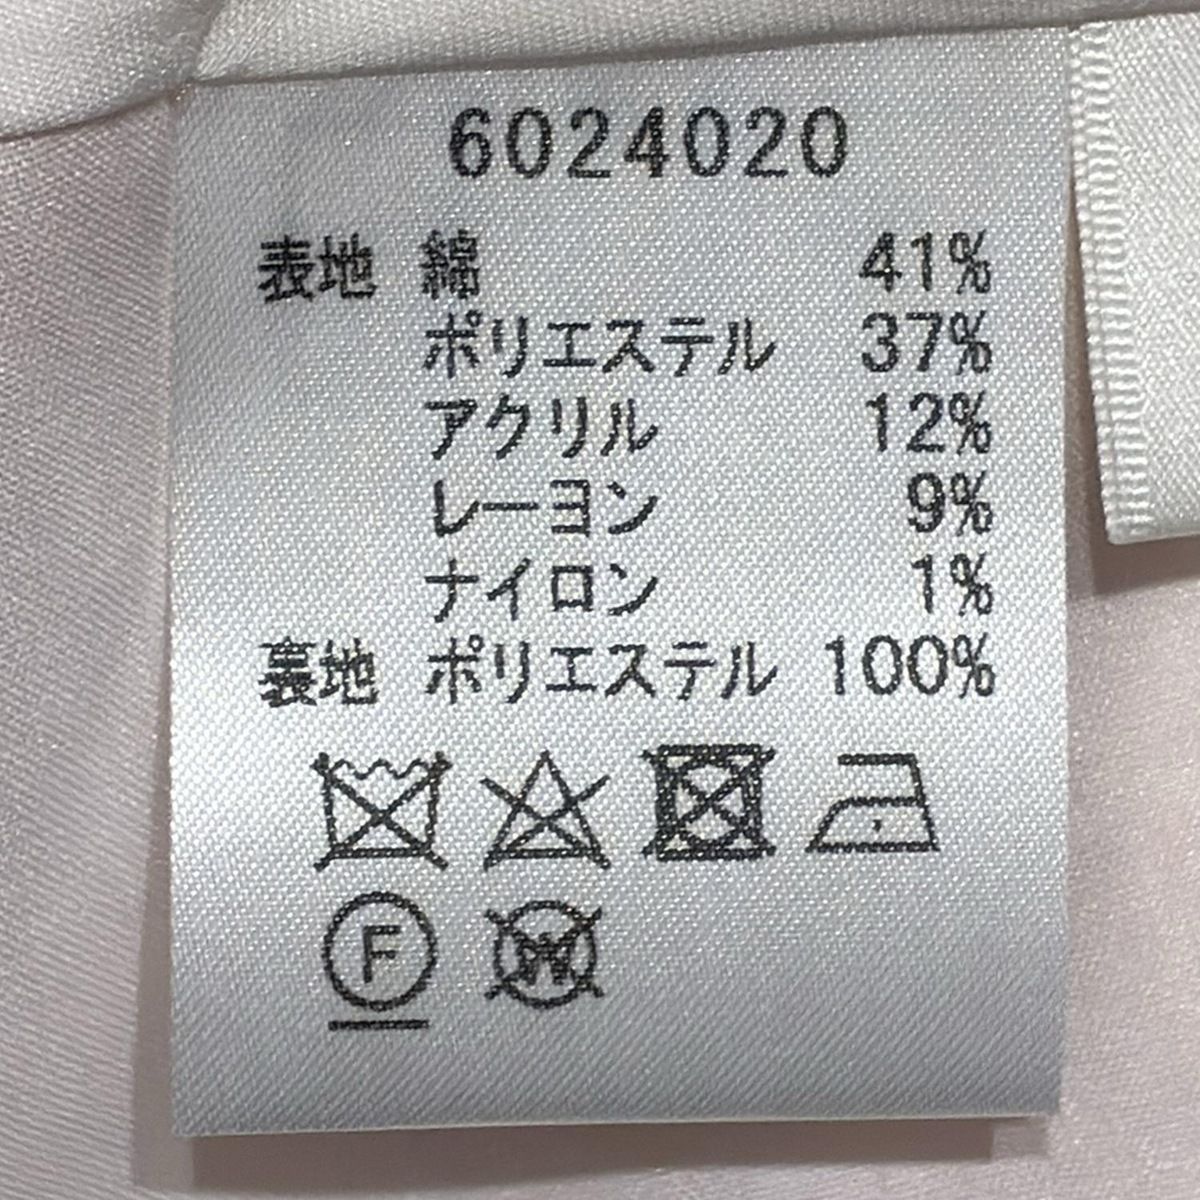 6024020
表地 綿 41%
ポリエステル 37%
アクリル 12%
レーヨン 9%
ナイロン 1%
裏地 ポリエステル 100%
F W